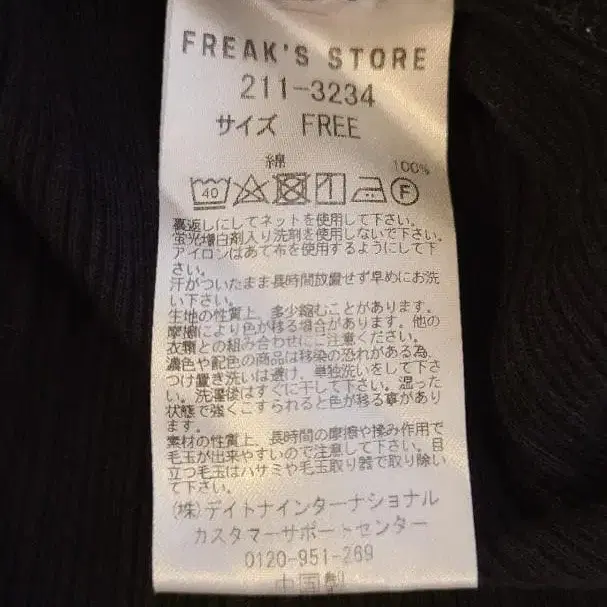 FREAK'S STORE
211-3234
サイズ FREE
綿 100%
40 F
裏返しにしてネットを使用して下さい。
蛍光増白剤入り洗剤を使用しないで下さい。
アイロンはあて布を使用するようにして下
さい。
汗がついたまま長時間放置せず早めにお洗
い下さい。
生地の性質上、多少縮むことがあります。
摩擦により色が移る場合があります。他の
衣類との組み合わせにご注意ください。
濃色や配色の商品は移染の恐れがある為、
つけ置き洗いは避け、単独洗いをして下さ
い。洗濯後はすぐに干して下さい。湿った
状態で強くこすられると色が移る事があり
ます。
素材の性質上、長時間の摩擦や揉み作用で
毛玉が出来やすいので注意して下さい。目
立つ毛玉はハサミや毛玉取り器で取り除い
て下さい。
(株)デイトナインターナショナル
カスタマーサポートセンター
0120-951-269
中国製